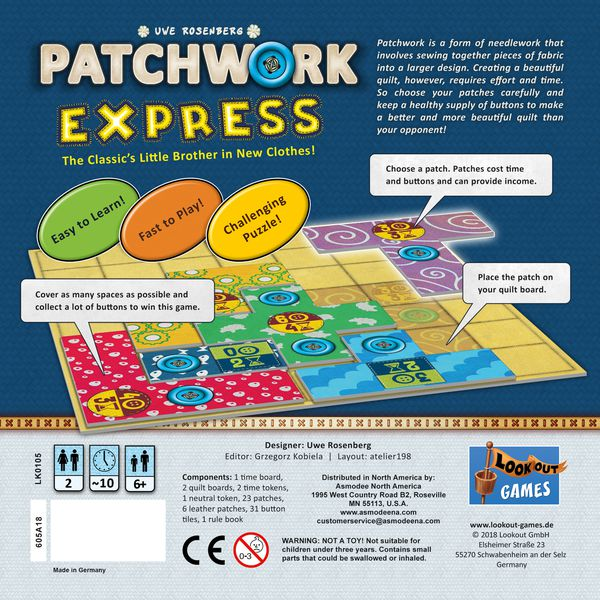 UWE ROSENBERG
PATCHWORK
EXPRESS
The Classic's Little Brother in New Clothes!
Patchwork is a form of needlework that
involves sewing together pieces of fabric
into a larger design. Creating a beautiful
quilt, however, requires effort and time.
So choose your patches carefully and
keep a healthy supply of buttons to make
a better and more beautiful quilt than
your opponent!
Easy to Learn!
Fast to Play!
Challenging
Puzzle!
Choose a patch. Patches cost time
and buttons and can provide income.
Place the patch on
your quilt board.
Cover as many spaces as possible and
collect a lot of buttons to win this game.
LK0105
2
~10
6+
605A18
Made in Germany
Designer: Uwe Rosenberg
Editor: Grzegorz Kobiela | Layout: atelier198
Components: 1 time board,
2 quilt boards, 2 time tokens,
1 neutral token, 23 patches,
6 leather patches, 31 button
tiles, 1 rule book
Distributed in North America by:
Asmodee North America
1995 West Country Road B2, Roseville
MN 55113, U.S.A.
www.asmodeena.com
customerservice@asmodeena.com
CE
0-3
WARNING: NOT A TOY! Not suitable for
children under three years. Contains small
parts that could be swallowed or inhaled.
LOOKOUT
GAMES
www.lookout-games.de
© 2018 Lookout GmbH
Elsheimer Straße 23
55270 Schwabenheim an der Selz
Germany